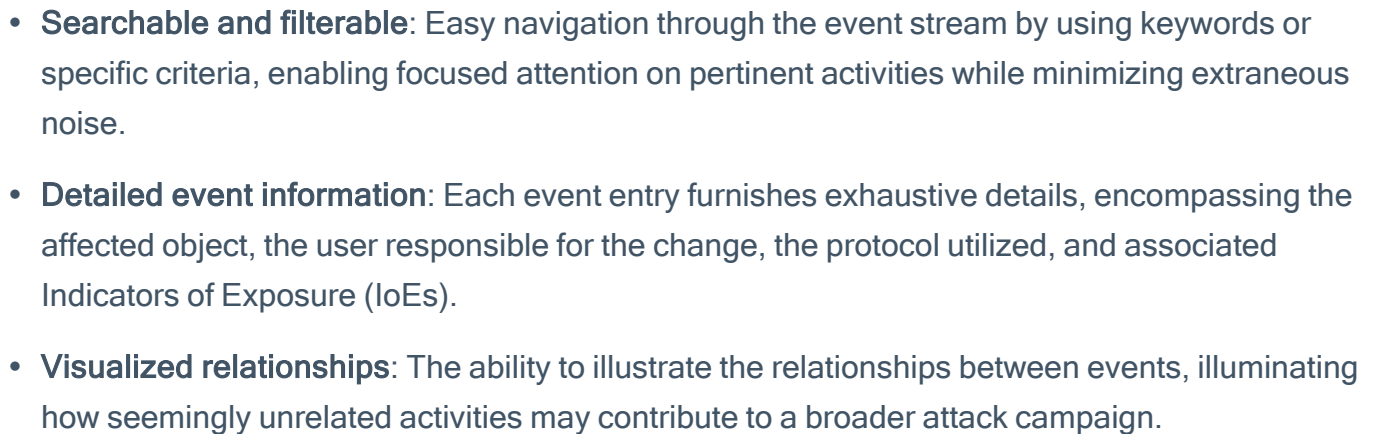 • Searchable and filterable: Easy navigation through the event stream by using keywords or
specific criteria, enabling focused attention on pertinent activities while minimizing extraneous
noise.
• Detailed event information: Each event entry furnishes exhaustive details, encompassing the
affected object, the user responsible for the change, the protocol utilized, and associated
Indicators of Exposure (IoEs).
• Visualized relationships: The ability to illustrate the relationships between events, illuminating
how seemingly unrelated activities may contribute to a broader attack campaign.